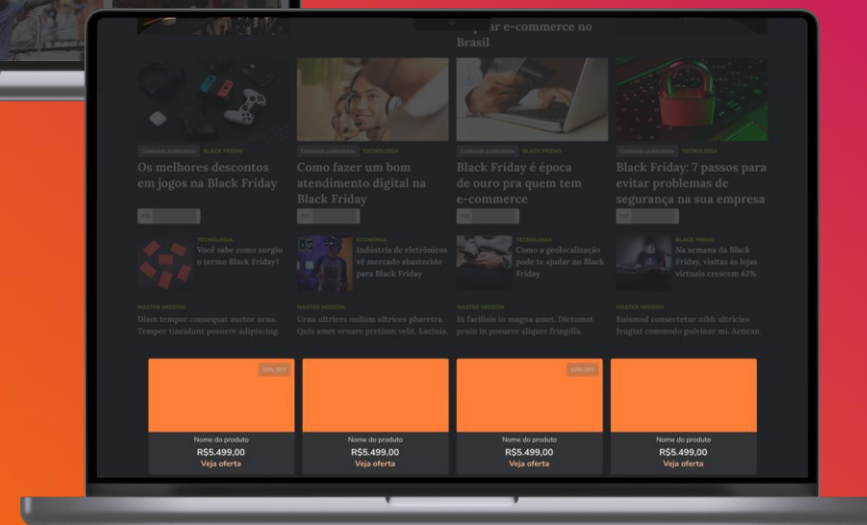 ir e-commerce no
Brasil
Conteúdo publicitário BLACK FRIDAY
Os melhores descontos
em jogos na Black Friday
POR
Conteúdo publicitário TECNOLOGIA
Como fazer um bom
atendimento digital na
Black Friday
POR
Conteúdo publicitário BLACK FRIDAY
Black Friday é época
de ouro pra quem tem
e-commerce
POR
Conteúdo publicitário TECNOLOGIA
Black Friday: 7 passos para
evitar problemas de
segurança na sua empresa
POR
TECNOLOGIA
Você sabe como surgiu
o termo Black Friday?
ECONOMIA
Indústria de eletrônicos
vê mercado abastecido
para Black Friday
TECNOLOGIA
Como a geolocalização
pode te ajudar no Black
Friday
BLACK FRIDAY
Na semana da Black
Friday, visitas às lojas
virtuais crescem 42%
MASTER MISSION
Diam tempor consequat auctor urna.
Tempor tincidunt posuere adipiscing.
MASTER MISSION
Urna ultrices nullam ultrices pharetra.
Quis amet ornare pretium velit. Lacinia.
MASTER MISSION
Et facilisis in magna amet. Dictumst
proin in posuere aliquet fringilla.
MASTER MISSION
Euismod consectetur nibh ultricies
feugiat commodo pulvinar mi. Aenean.
Nome do produto
R$5.499,00
Veja oferta
Nome do produto
R$5.499,00
Veja oferta
Nome do produto
R$5.499,00
Veja oferta
Nome do produto
R$5.499,00
Veja oferta